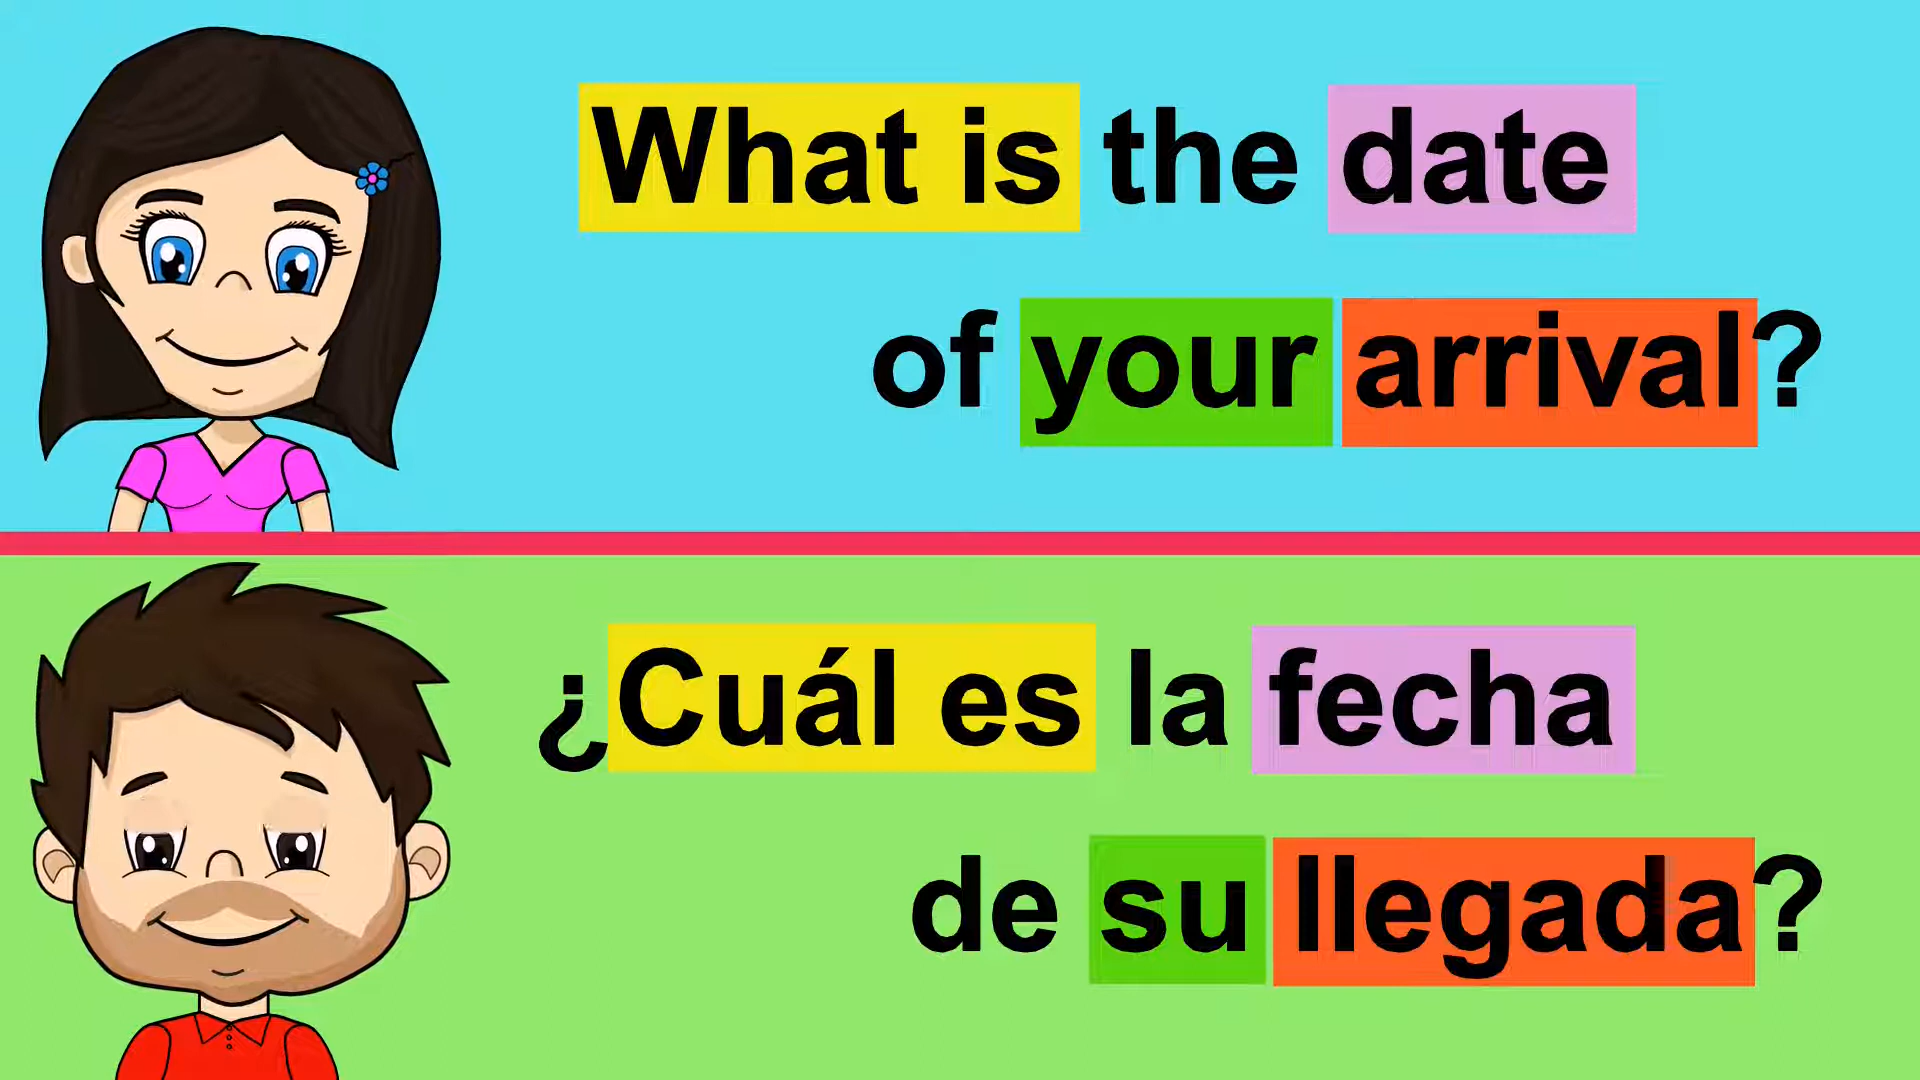 What is the date
of your arrival?
¿Cuál es la fecha
de su llegada?